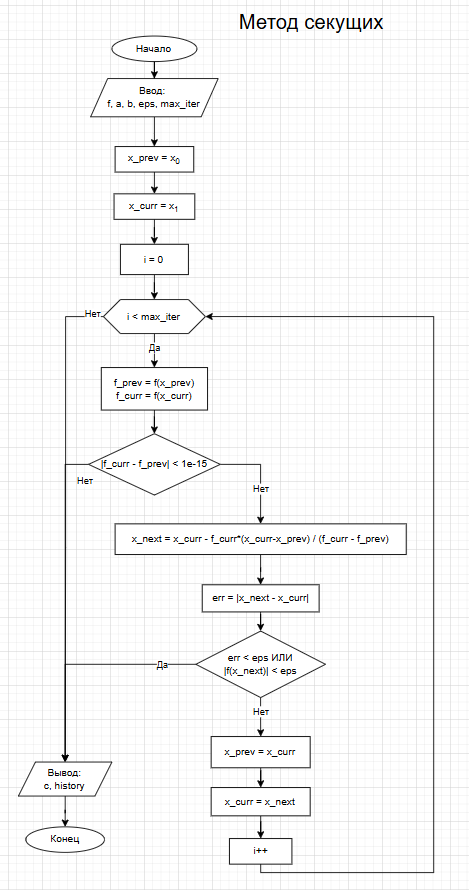 Метод секущих
Начало
Ввод:
f, a, b, eps, max_iter
x_prev = x₀
x_curr = x₁
i = 0
Нет
i < max_iter
Да
f_prev = f(x_prev)
f_curr = f(x_curr)
|f_curr - f_prev| < 1e-15
Нет
Нет
x_next = x_curr - f_curr*(x_curr-x_prev) / (f_curr - f_prev)
err = |x_next - x_curr|
err < eps ИЛИ
|f(x_next)| < eps
Да
Нет
x_prev = x_curr
x_curr = x_next
i++
Вывод:
c, history
Конец